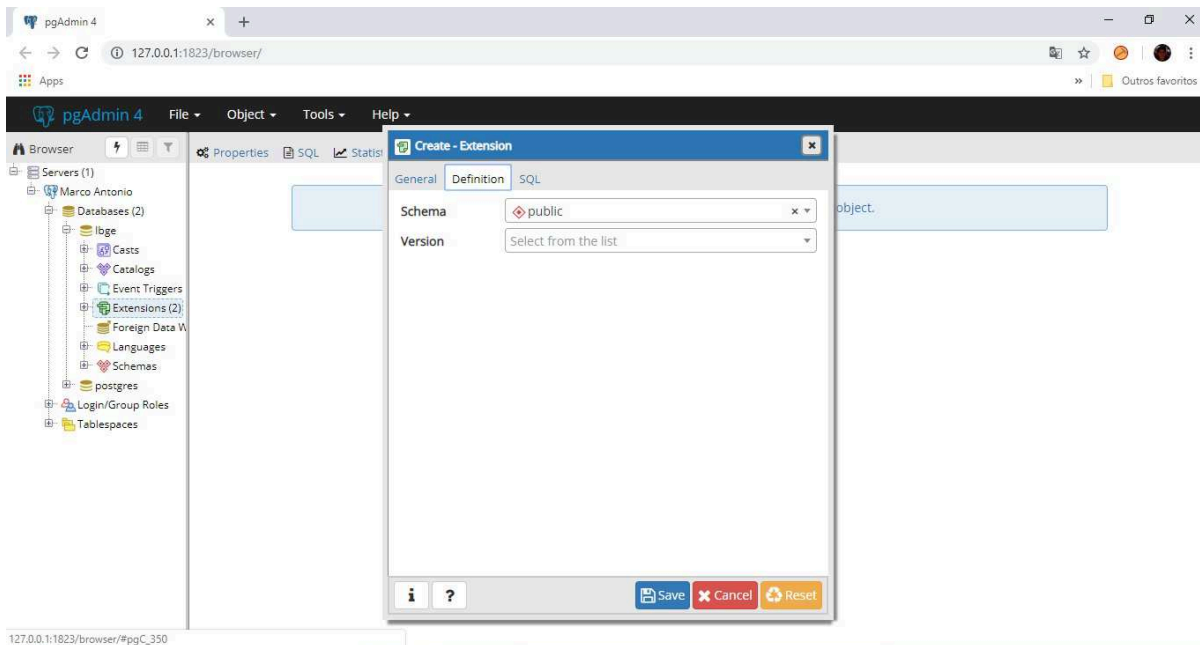 pgAdmin 4
127.0.0.1:1823/browser/
Apps
» Outros favoritos
pgAdmin 4 File Object Tools Help
Browser
Properties SQL Statist
Servers (1)
Marco Antonio
Databases (2)
Ibge
Casts
Catalogs
Event Triggers
Extensions (2)
Foreign Data W
Languages
Schemas
postgres
Login/Group Roles
Tablespaces
object.
Create - Extension
General Definition SQL
Schema public
Version Select from the list
i ? Save Cancel Reset
127.0.0.1:1823/browser/#pgC_350